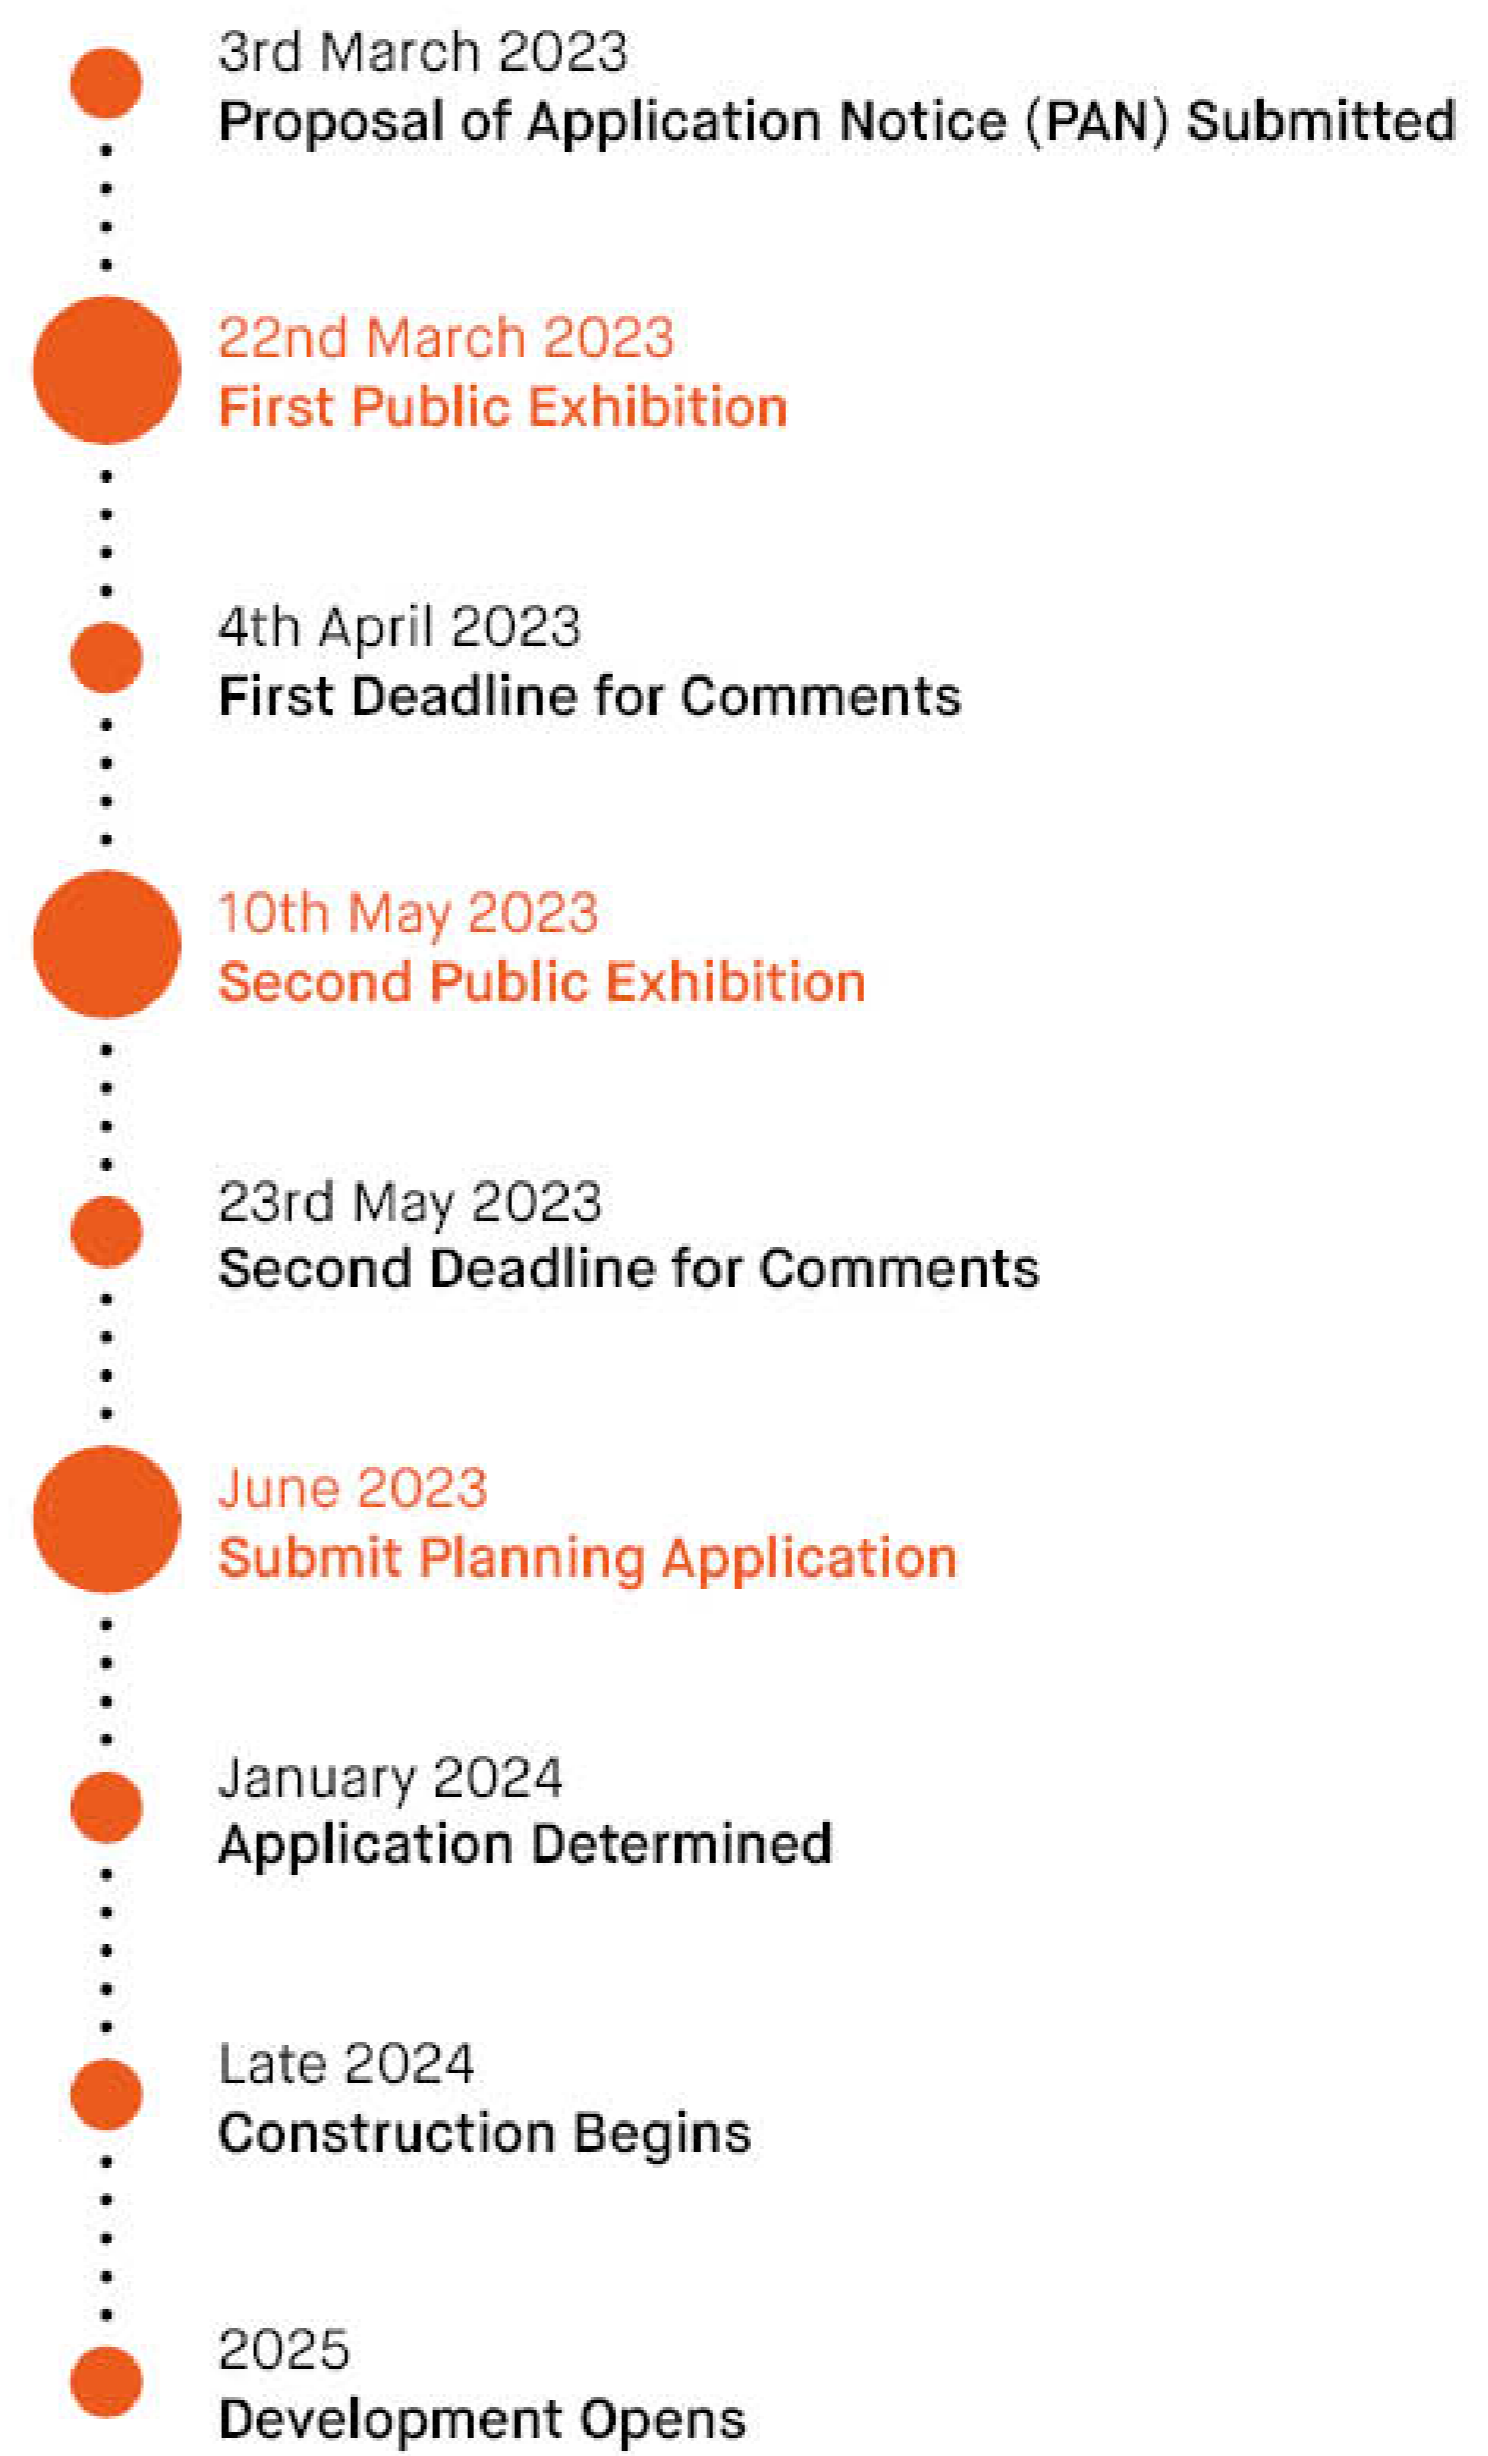 3rd March 2023
Proposal of Application Notice (PAN) Submitted
22nd March 2023
First Public Exhibition
4th April 2023
First Deadline for Comments
10th May 2023
Second Public Exhibition
23rd May 2023
Second Deadline for Comments
June 2023
Submit Planning Application
January 2024
Application Determined
Late 2024
Construction Begins
2025
Development Opens